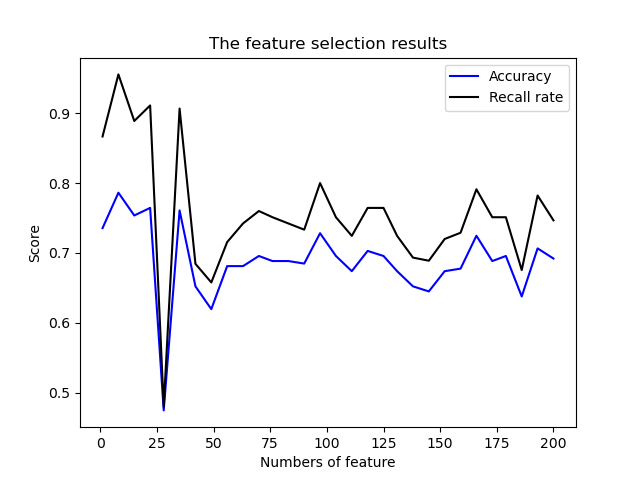 The feature selection results
Accuracy
Recall rate
0.9
0.8
0.7
0.6
0.5
Score
0 25 50 75 100 125 150 175 200
Numbers of feature